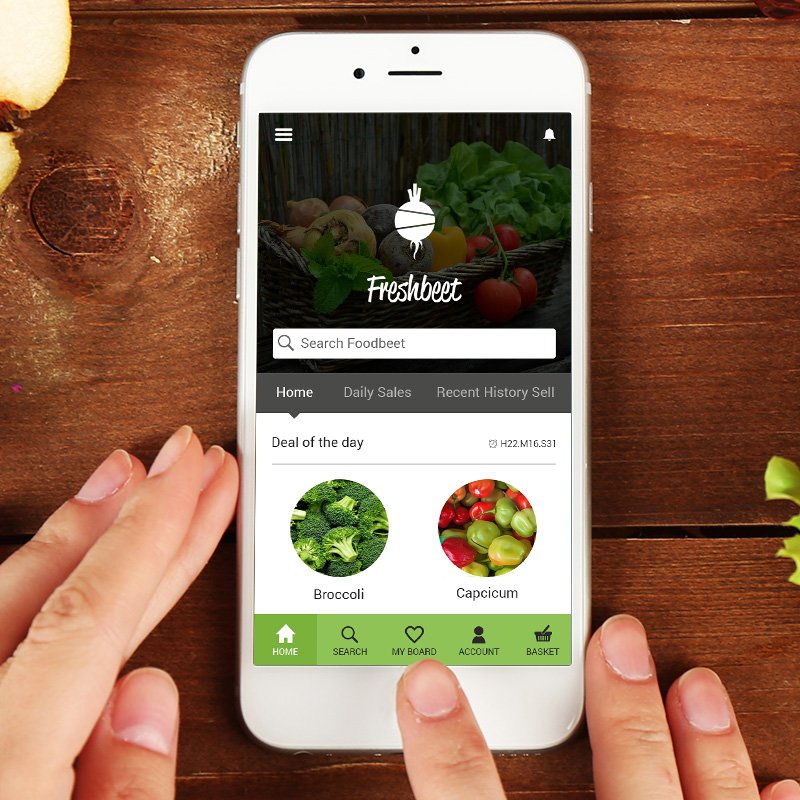 Freshbeet
Search Foodbeet
Home Daily Sales Recent History Sell
Deal of the day H22.M16.S31
Broccoli Capcicum
HOME SEARCH MY BOARD ACCOUNT BASKET